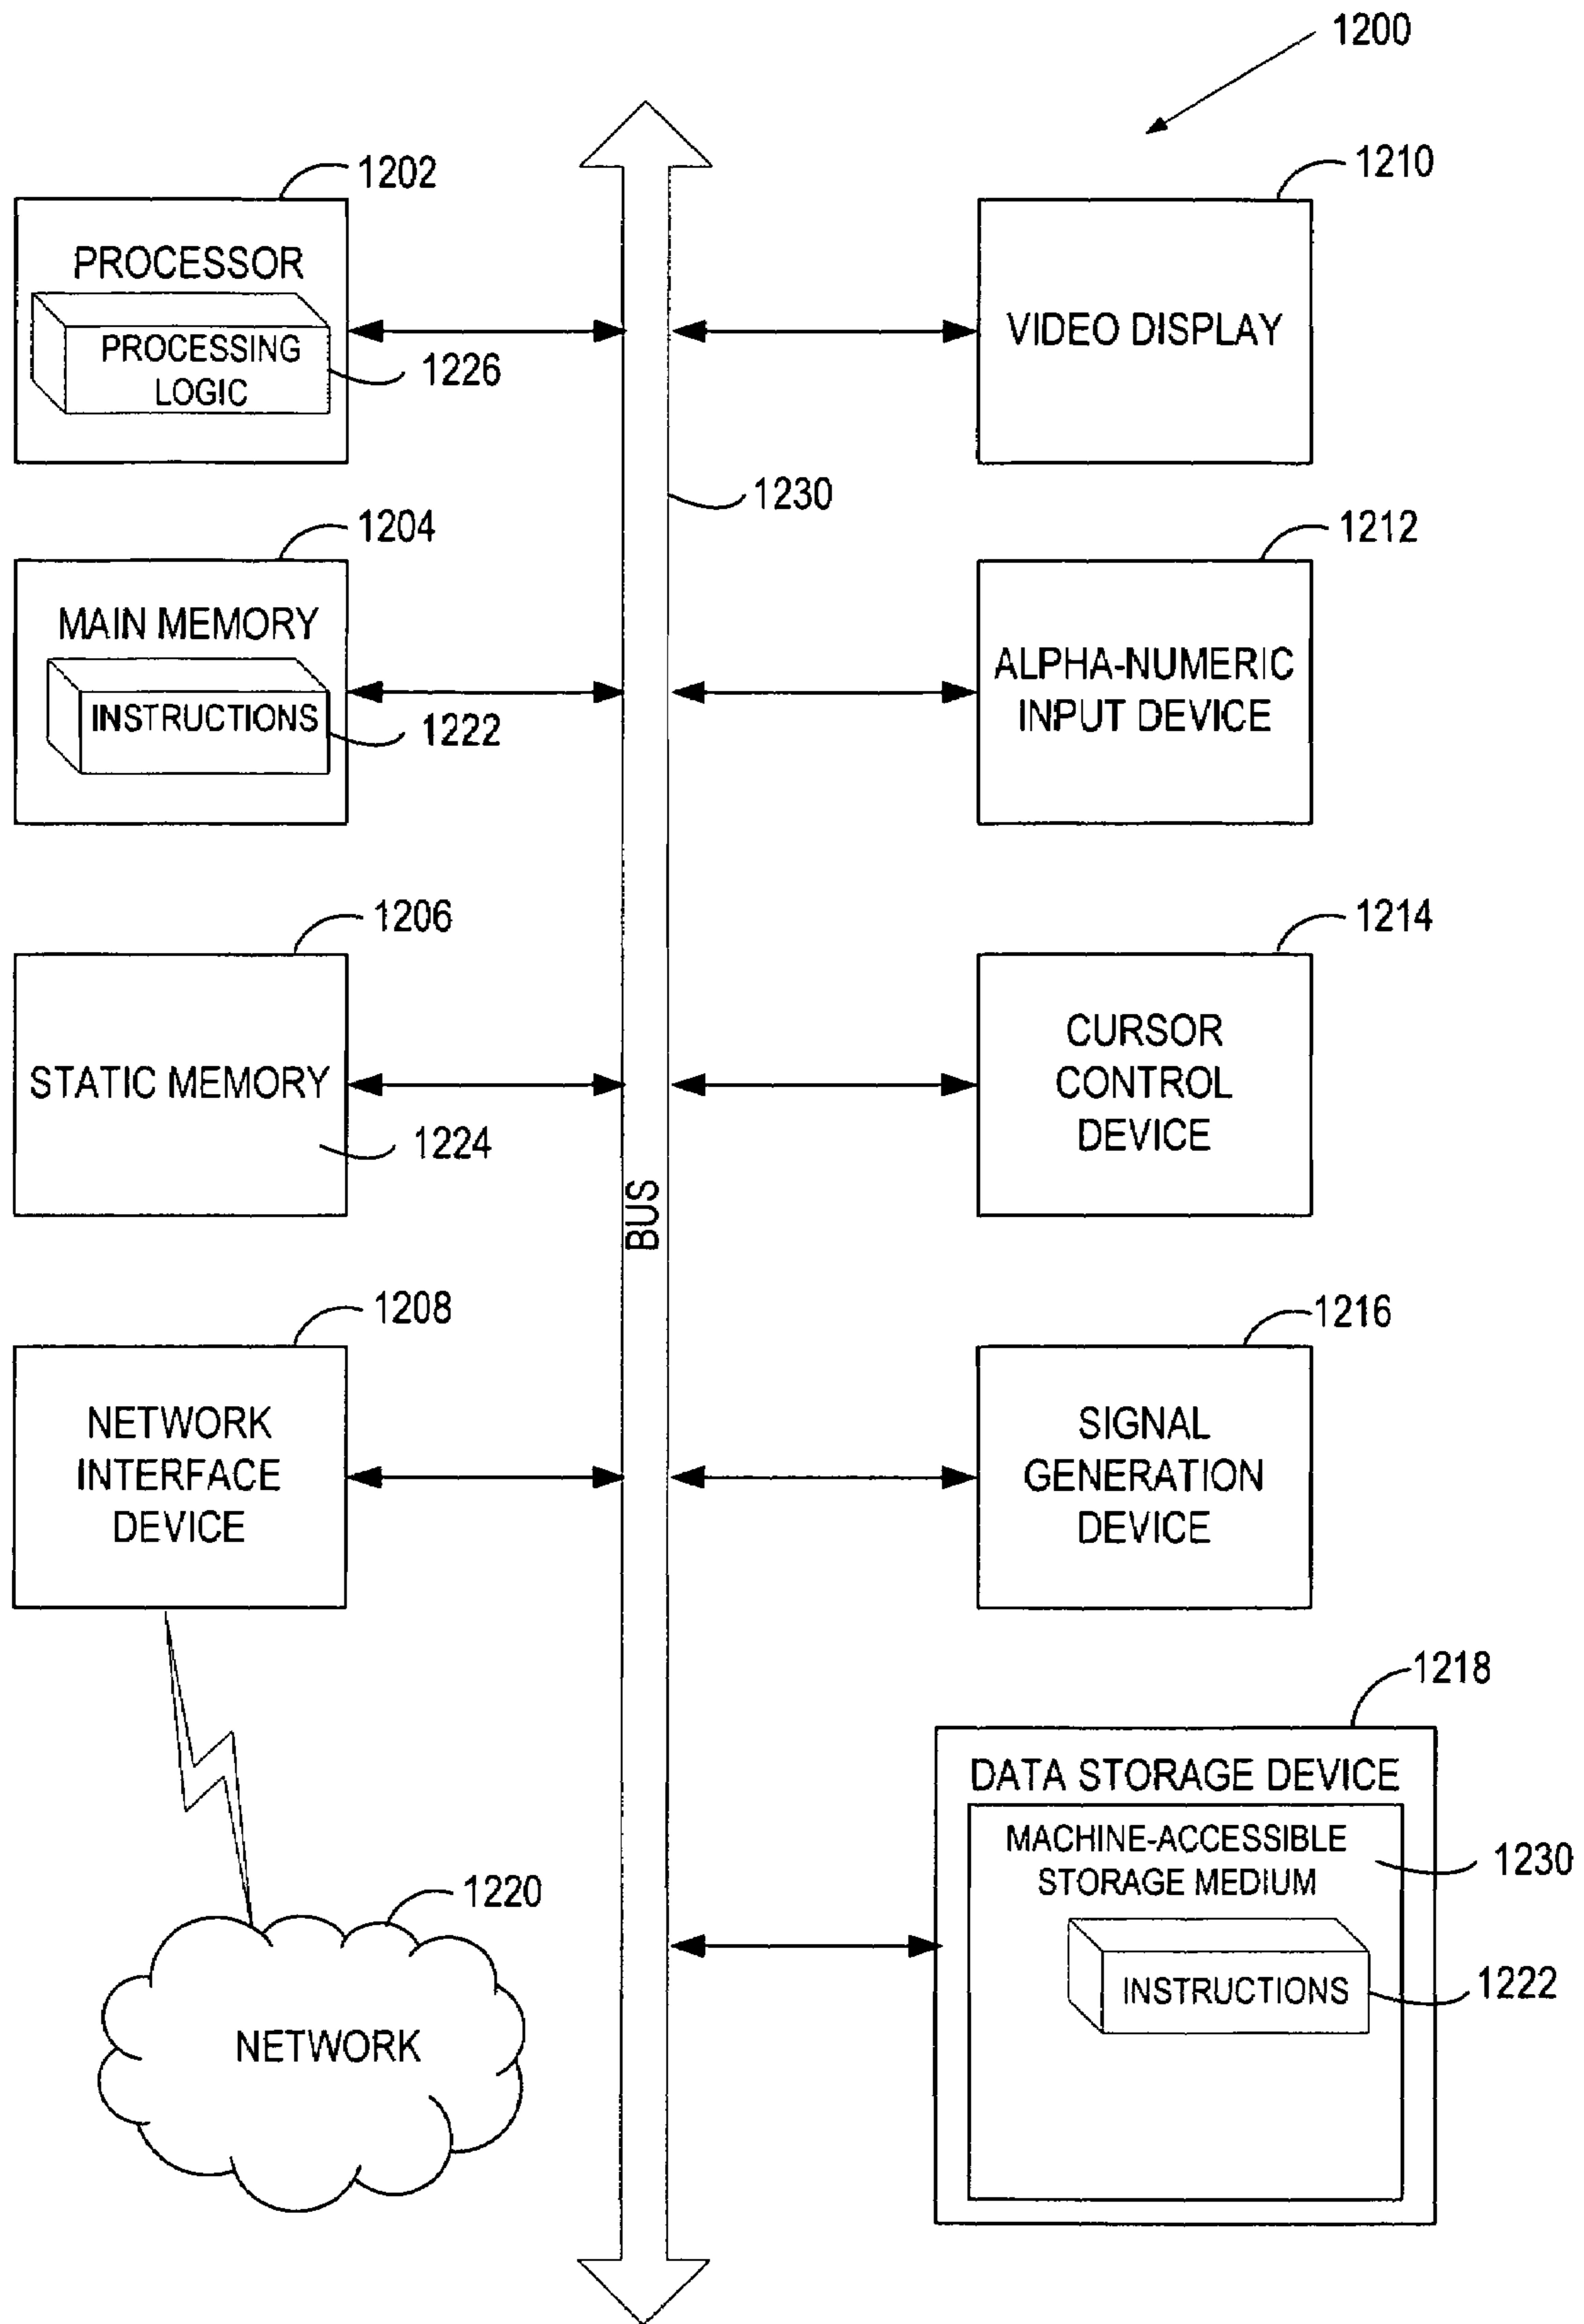 1200
1202
PROCESSOR
PROCESSING
LOGIC
1226
1210
VIDEO DISPLAY
1230
1204
MAIN MEMORY
INSTRUCTIONS
1222
1212
ALPHA-NUMERIC
INPUT DEVICE
1206
STATIC MEMORY
1224
1214
CURSOR
CONTROL
DEVICE
BUS
1208
NETWORK
INTERFACE
DEVICE
1216
SIGNAL
GENERATION
DEVICE
1218
DATA STORAGE DEVICE
MACHINE-ACCESSIBLE
STORAGE MEDIUM
1230
INSTRUCTIONS
1222
1220
NETWORK